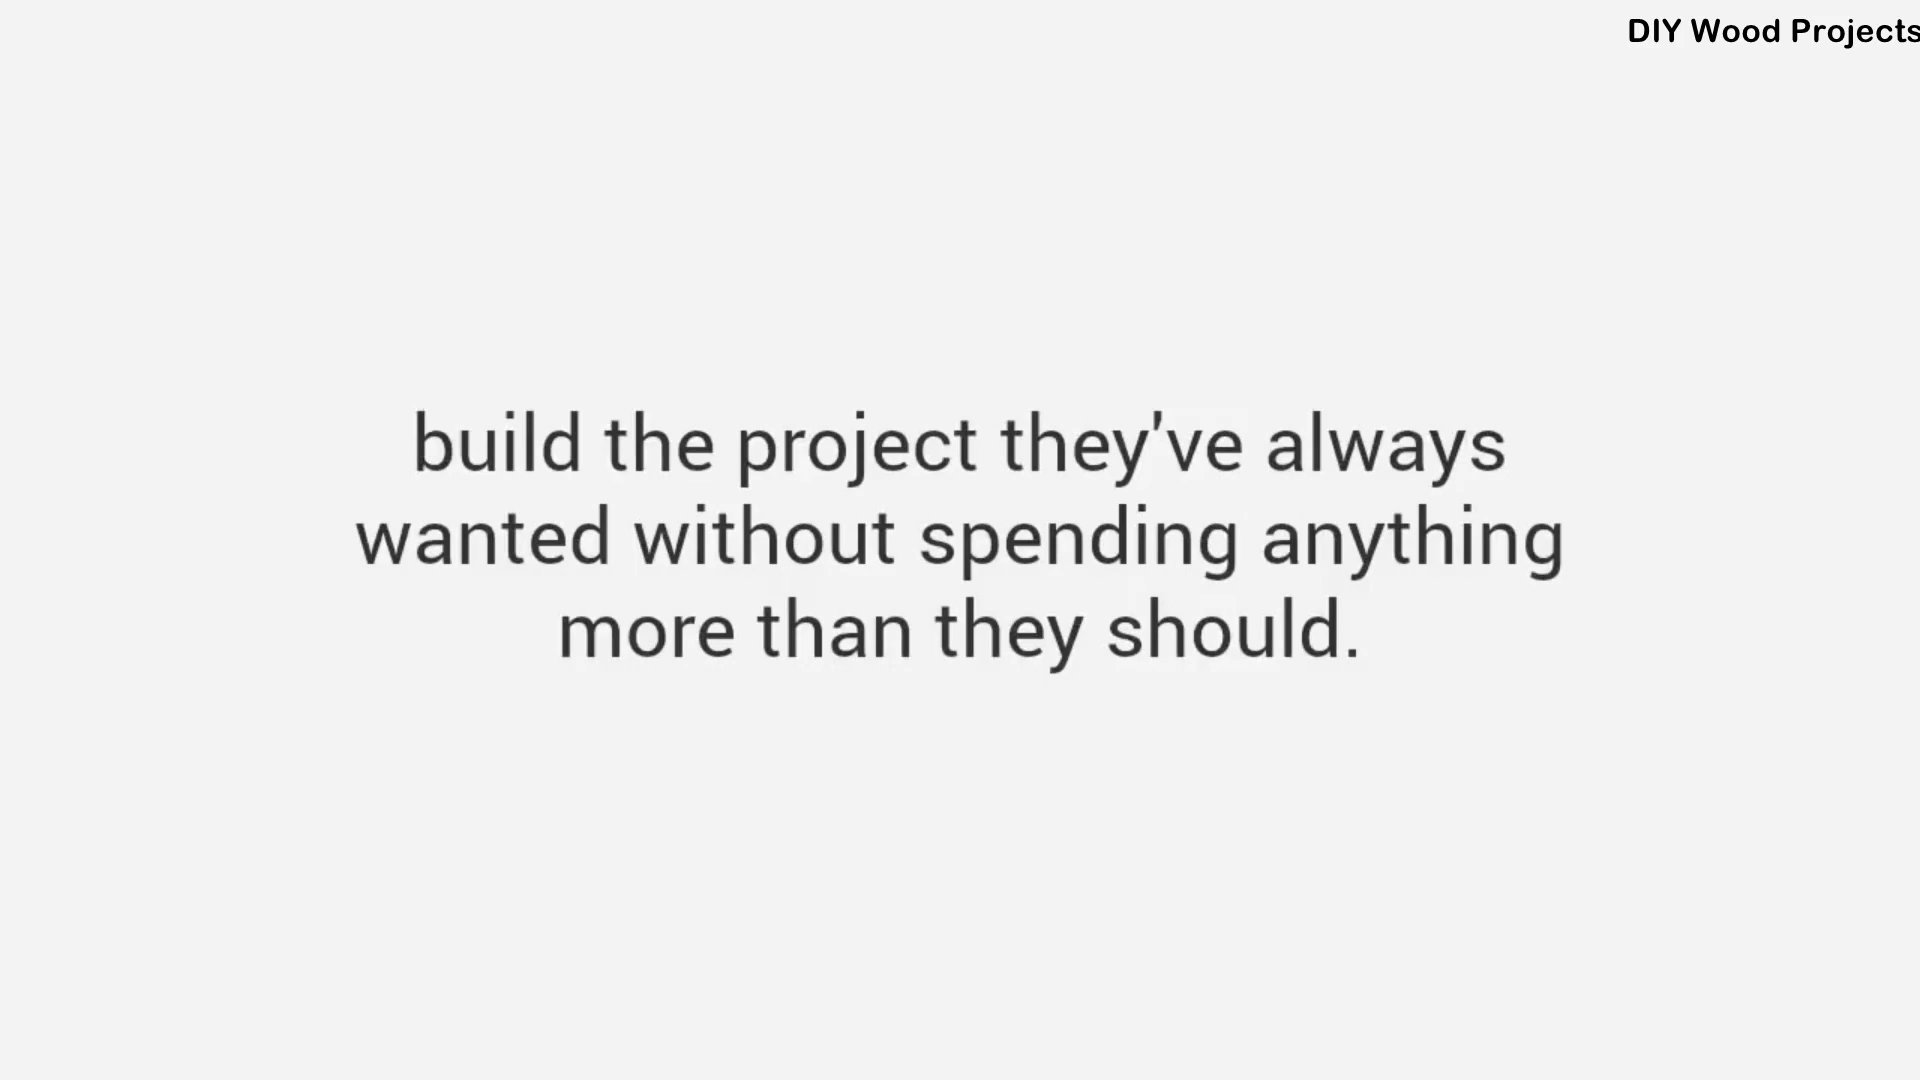 DIY Wood Projects
build the project they've always
wanted without spending anything
more than they should.